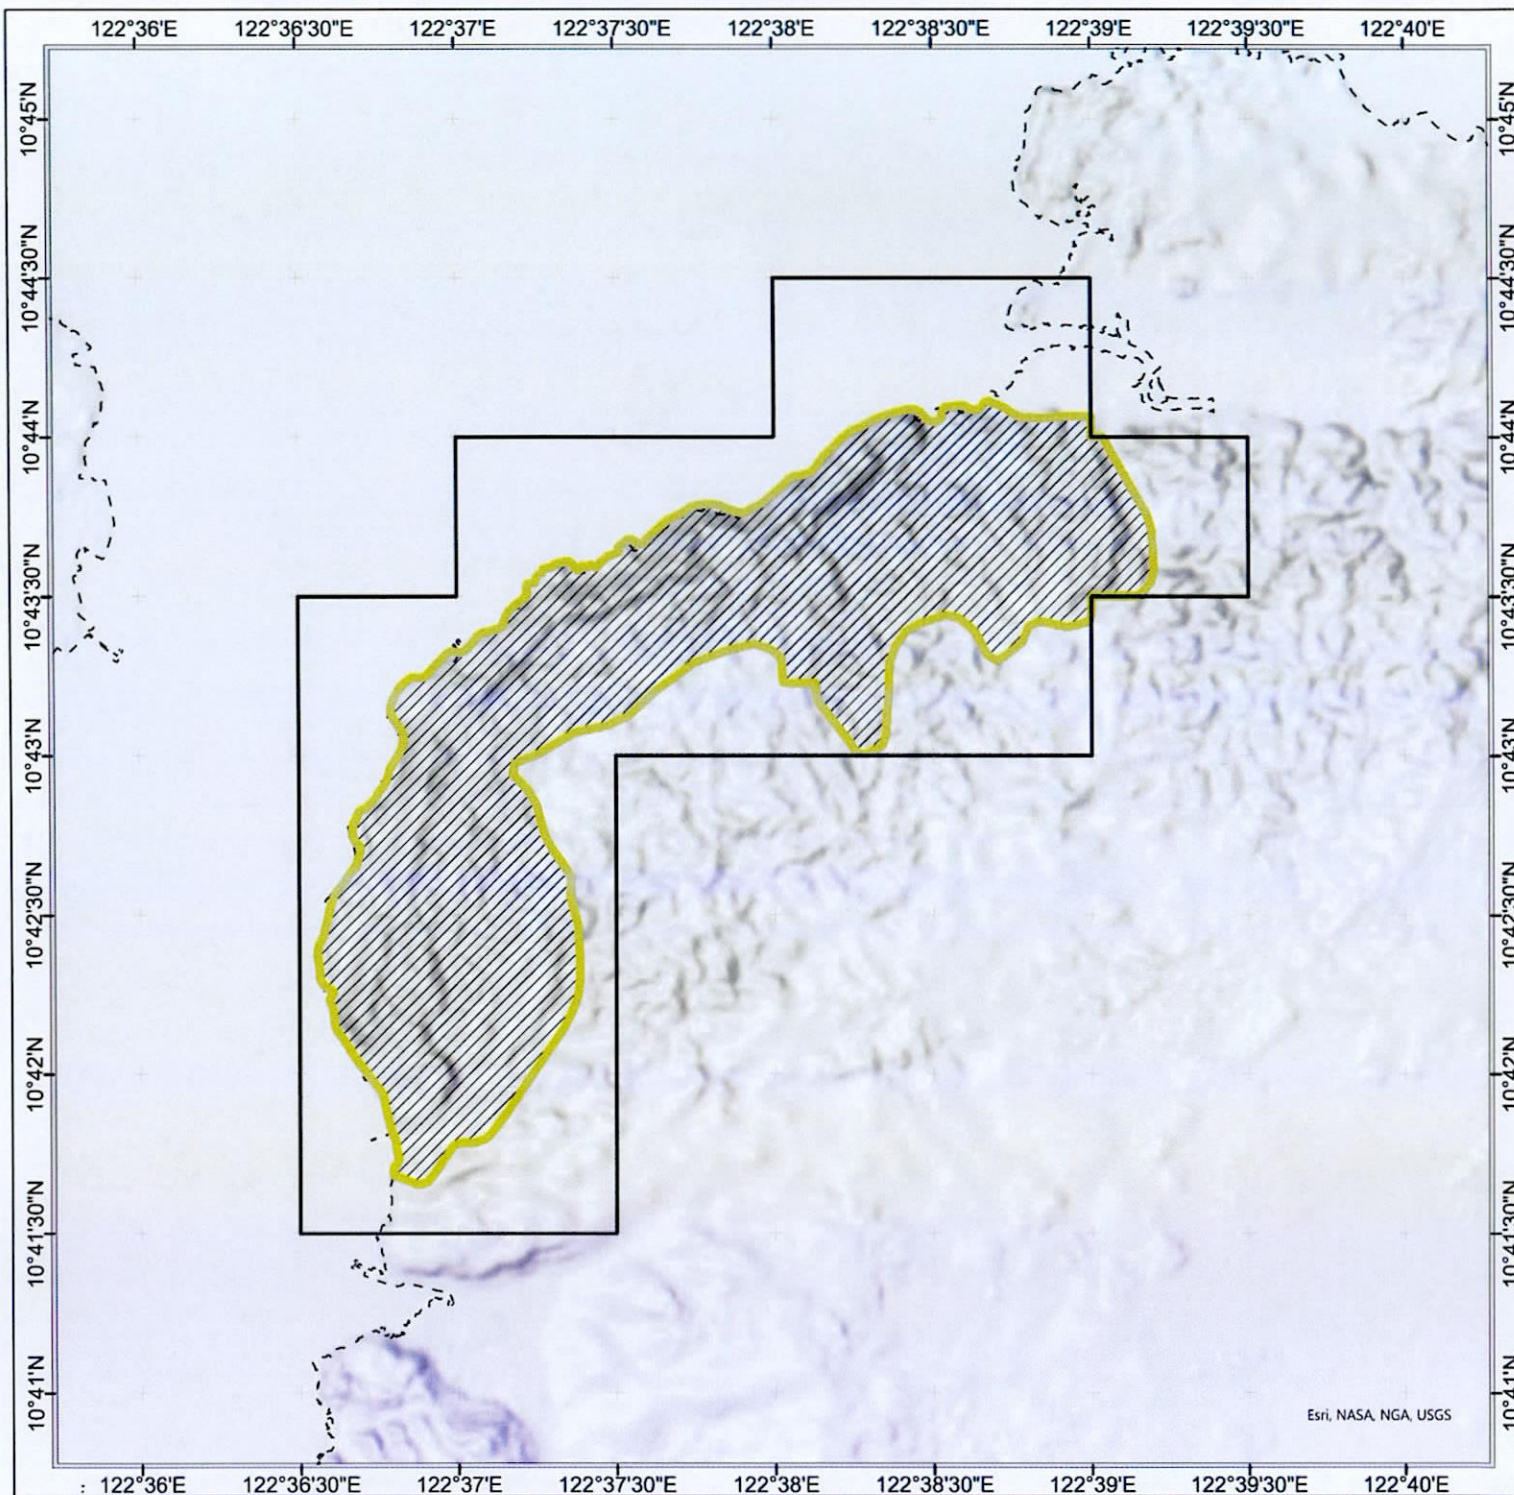 122°36'E 122°36'30"E 122°37'E 122°37'30"E 122°38'E 122°38'30"E 122°39'E 122°39'30"E 122°40'E
10°45'N 10°45'N
10°44'30"N 10°44'30"N
10°44'N 10°44'N
10°43'30"N 10°43'30"N
10°43'N 10°43'N
10°42'30"N 10°42'30"N
10°42'N 10°42'N
10°41'30"N 10°41'30"N
10°41'N 10°41'N
Esri, NASA, NGA, USGS
122°36'E 122°36'30"E 122°37'E 122°37'30"E 122°38'E 122°38'30"E 122°39'E 122°39'30"E 122°40'E